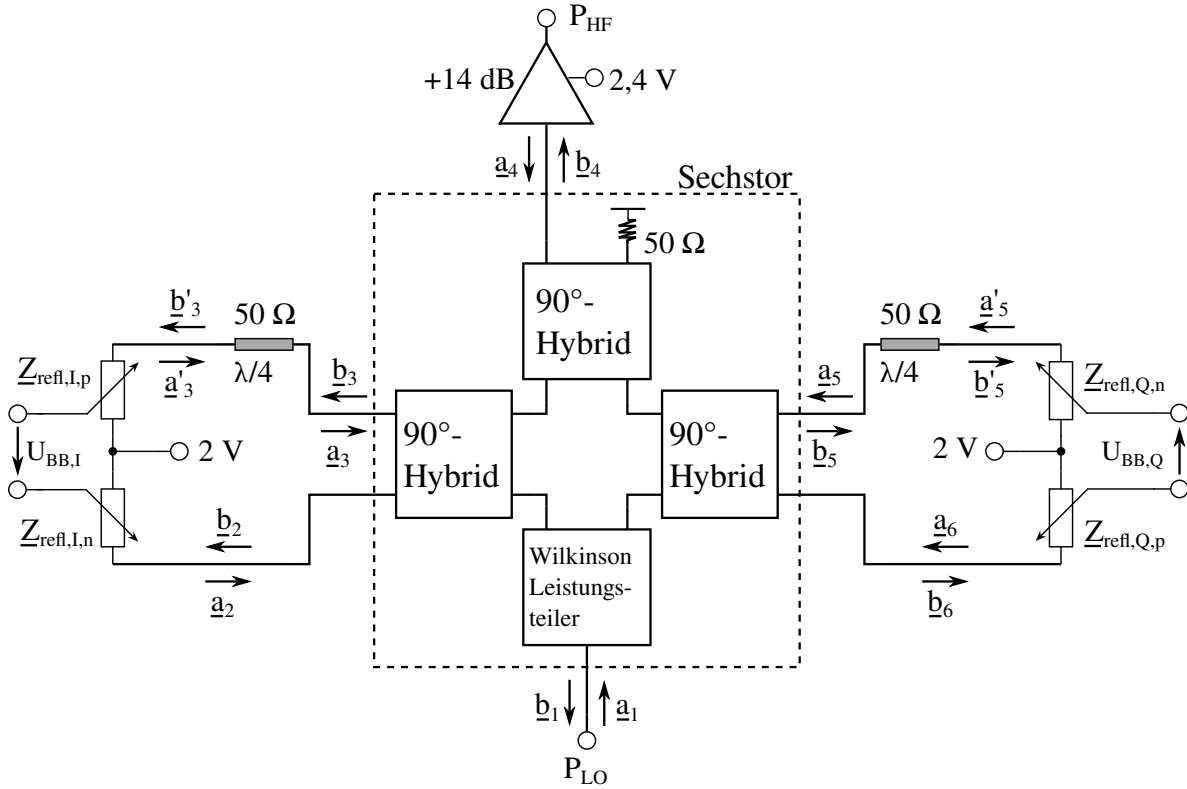 P_HF
+14 dB
2,4 V
a_4
b_4
Sechstor
50 Ω
90°-
Hybrid
b'_3
50 Ω
λ/4
a'_3
Z_refl,I,p
b_3
a_3
U_BB,I
2 V
Z_refl,I,n
b_2
a_2
90°-
Hybrid
90°-
Hybrid
a'_5
50 Ω
λ/4
b'_5
Z_refl,Q,n
a_5
b_5
2 V
U_BB,Q
Z_refl,Q,p
a_6
b_6
Wilkinson
Leistungs-
teiler
b_1
a_1
P_LO